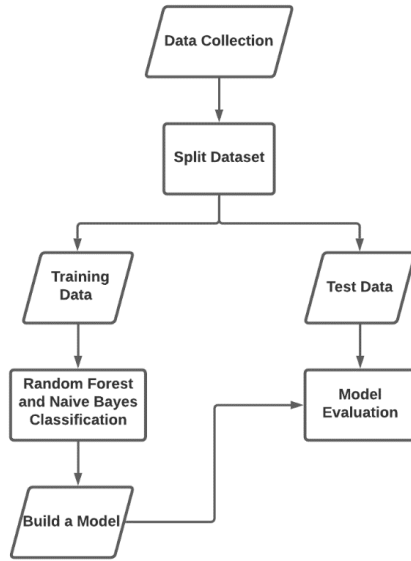 Data Collection
Split Dataset
Training
Data
Test Data
Random Forest
and Naive Bayes
Classification
Model
Evaluation
Build a Model